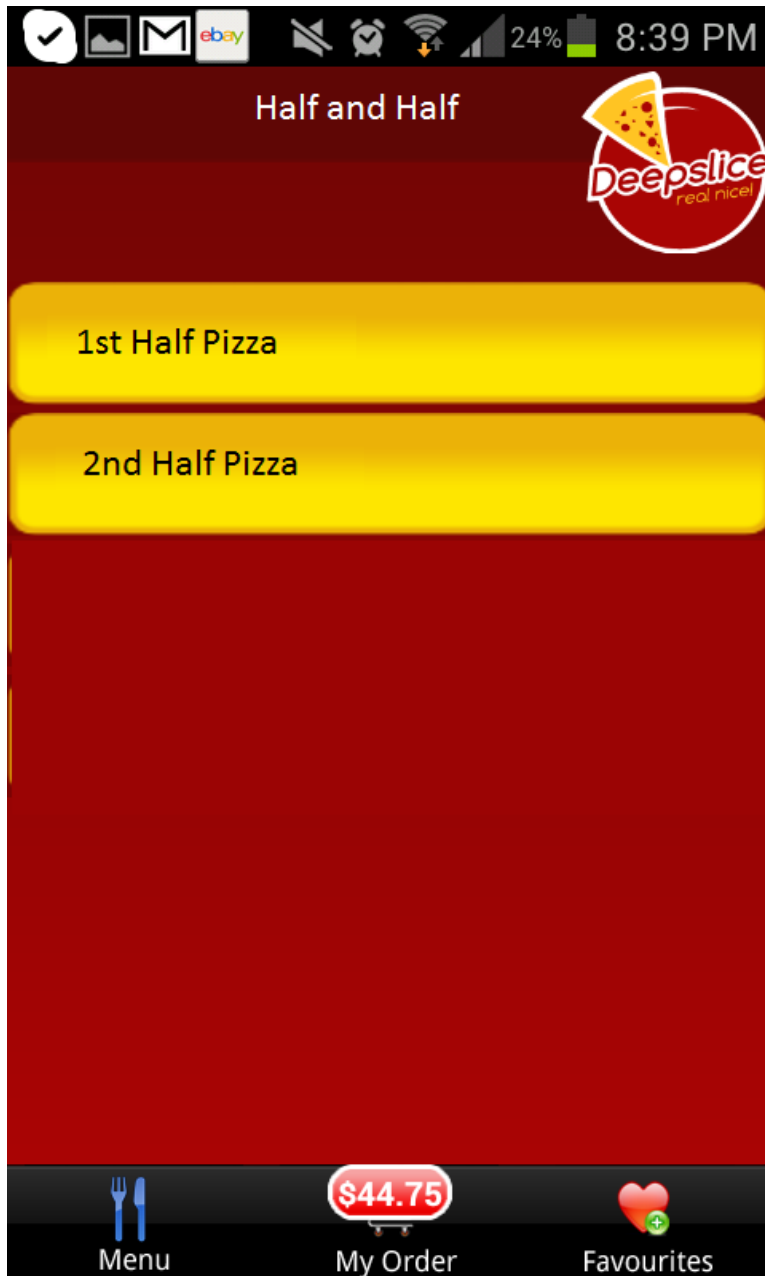 ebay 24% 8:39 PM
Half and Half
Deepslice
real nice!
1st Half Pizza
2nd Half Pizza
$44.75
Menu My Order Favourites